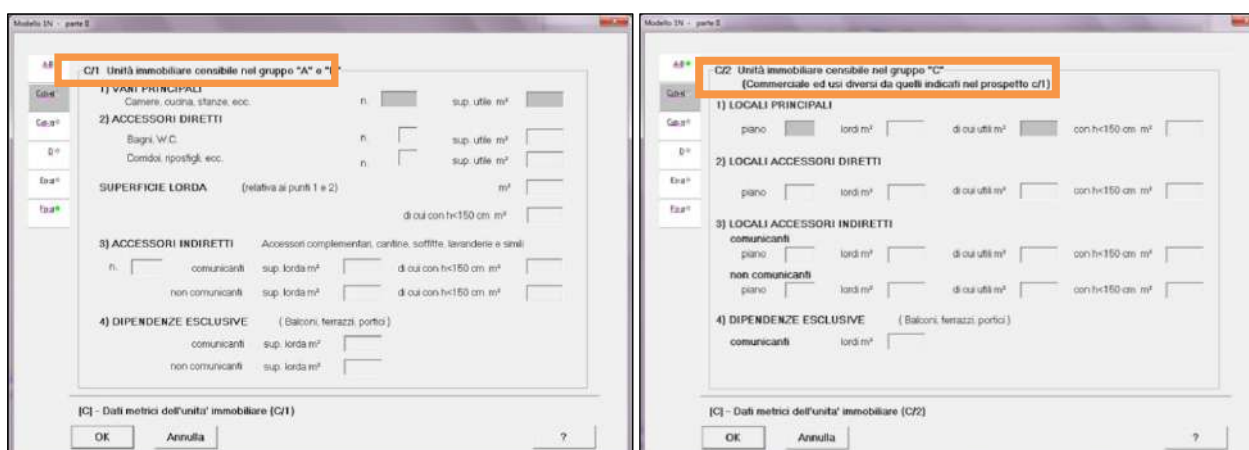 Modello 1N - parte II
C/1 Unità immobiliare censibile nel gruppo "A" o
1) VANI PRINCIPALI
Camere, cucina, stanze, ecc. n. sup. utile m²
2) ACCESSORI DIRETTI
Bagni, W.C. n. sup. utile m²
Corridoi, ripostigli, ecc. n. sup. utile m²
SUPERFICIE LORDA (relativa ai punti 1 e 2) m²
di cui con h<150 cm m²
3) ACCESSORI INDIRETTI Accessori complementari, cantine, soffitte, lavanderie e simili
n. comunicanti sup. lorda m² di cui con h<150 cm m²
non comunicanti sup. lorda m² di cui con h<150 cm m²
4) DIPENDENZE ESCLUSIVE ( Balconi, terrazzi, portici )
comunicanti sup. lorda m²
non comunicanti sup. lorda m²
[C] - Dati metrici dell'unita' immobiliare (C/1)
OK Annulla ?
Modello 1N - parte II
A,B
D
C/2 Unità immobiliare censibile nel gruppo "C"
(Commerciale ed usi diversi da quelli indicati nel prospetto c/1)
1) LOCALI PRINCIPALI
piano lordi m² di cui utili m² con h<150 cm m²
2) LOCALI ACCESSORI DIRETTI
piano lordi m² di cui utili m² con h<150 cm m²
3) LOCALI ACCESSORI INDIRETTI
comunicanti
piano lordi m² di cui utili m² con h<150 cm m²
non comunicanti
piano lordi m² di cui utili m² con h<150 cm m²
4) DIPENDENZE ESCLUSIVE ( Balconi, terrazzi, portici )
comunicanti lordi m²
[C] - Dati metrici dell'unita' immobiliare (C/2)
OK Annulla ?